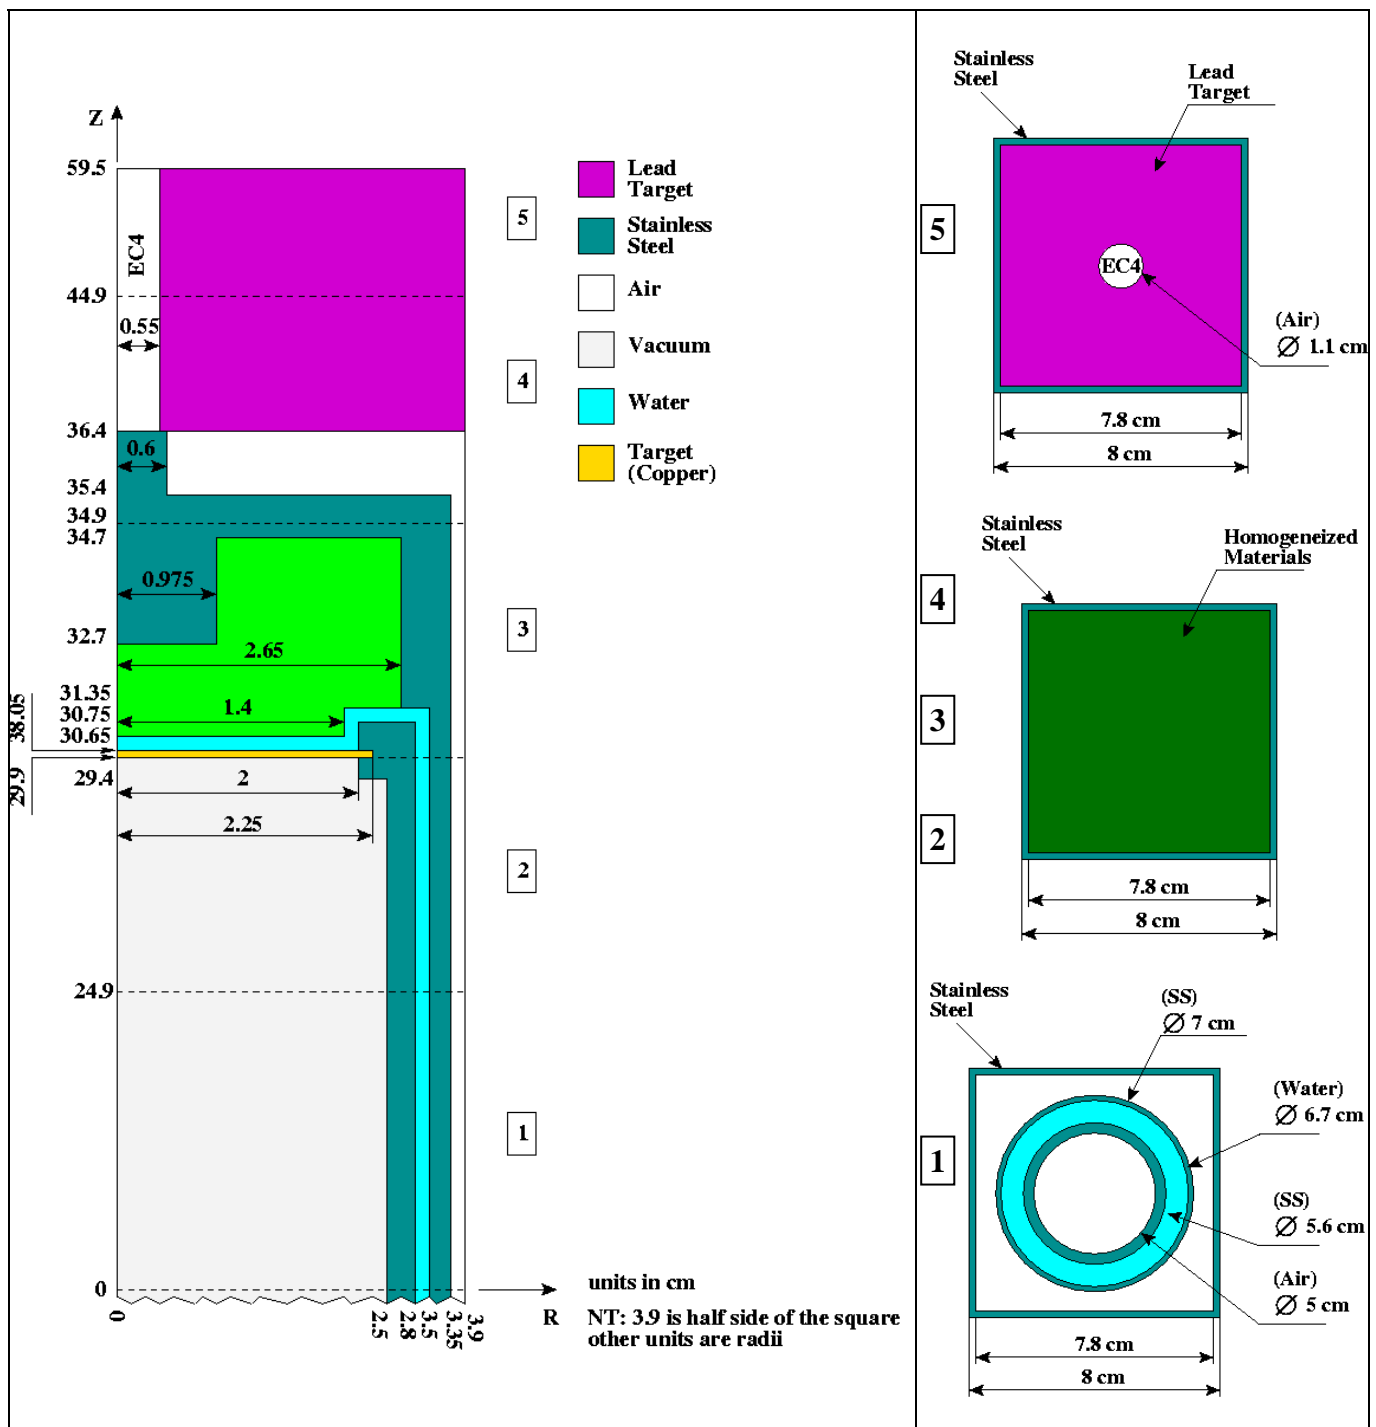 Z
59.5
EC4
44.9
0.55
36.4
0.6
35.4
34.9
34.7
0.975
32.7
2.65
31.35
30.75
1.4
30.65
38.05
29.9
29.4
2
2.25
24.9
0
0
2.5
2.8
3.5
3.35
3.9
R
5
4
3
2
1
Lead
Target
Stainless
Steel
Air
Vacuum
Water
Target
(Copper)
units in cm
NT: 3.9 is half side of the square
other units are radii
Stainless
Steel
Lead
Target
5
EC4
(Air)
Ø 1.1 cm
7.8 cm
8 cm
Stainless
Steel
Homogeneized
Materials
4
3
2
7.8 cm
8 cm
Stainless
Steel
(SS)
Ø 7 cm
(Water)
Ø 6.7 cm
1
(SS)
Ø 5.6 cm
(Air)
Ø 5 cm
7.8 cm
8 cm